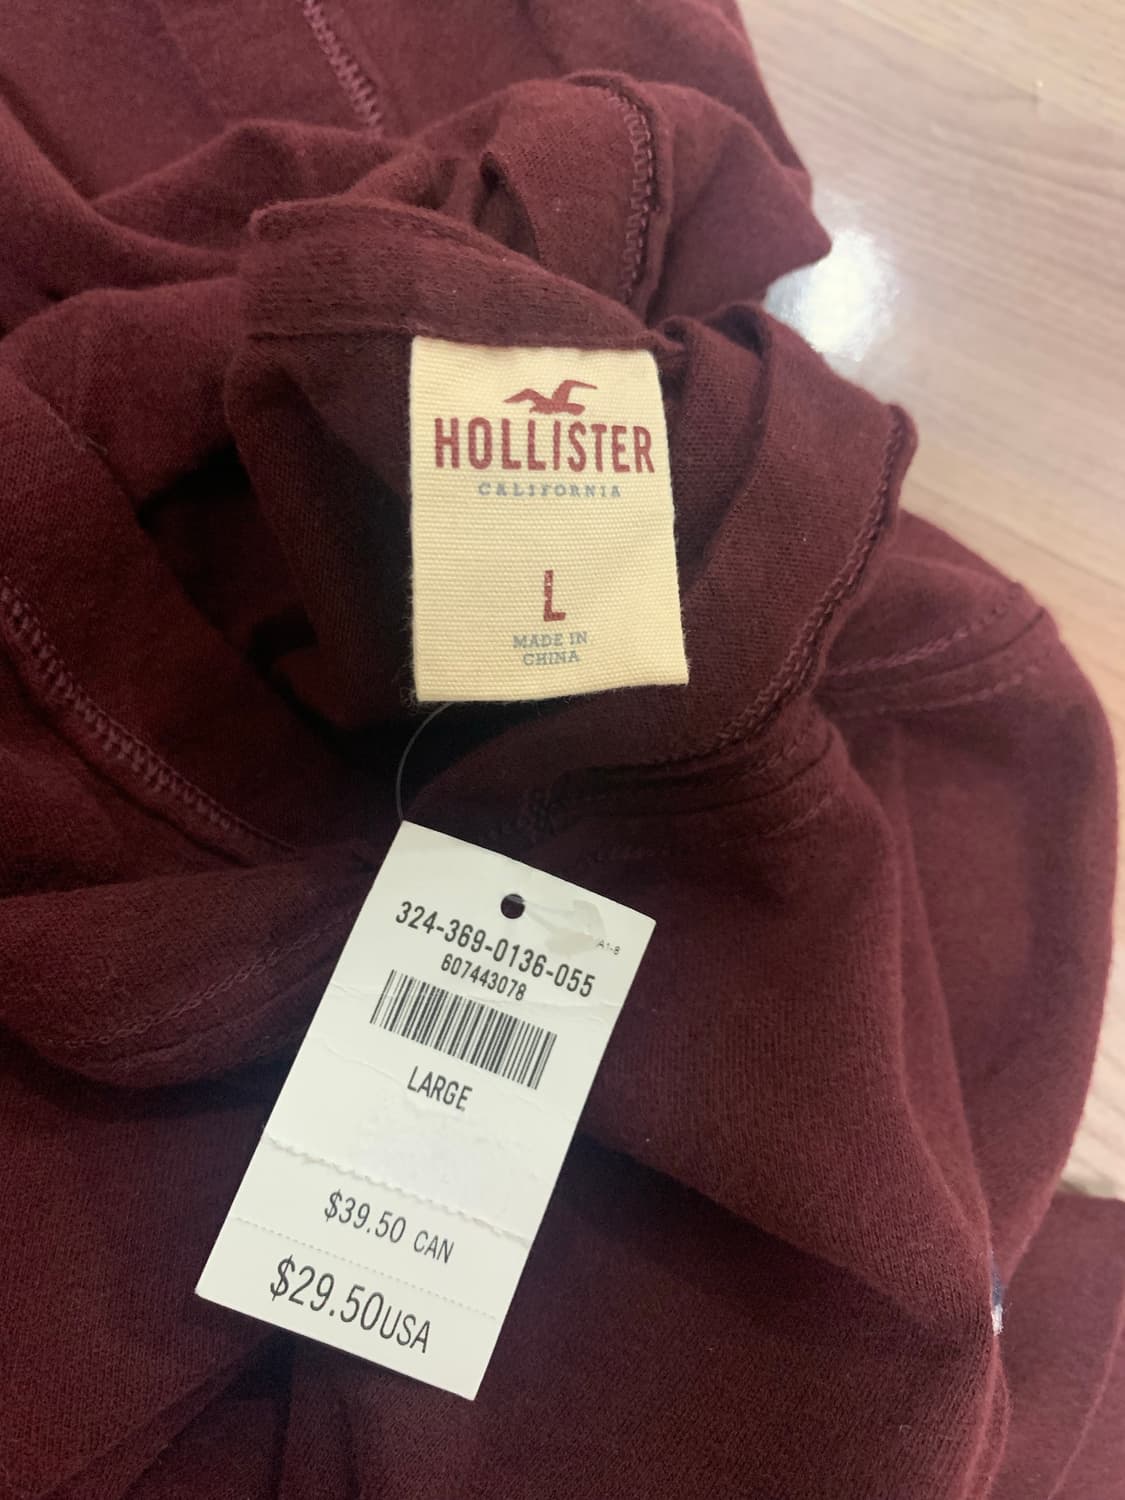 HOLLISTER
CALIFORNIA
L
MADE IN
CHINA
324-369-0136-055
607443078
LARGE
$39.50 CAN
$29.50USA